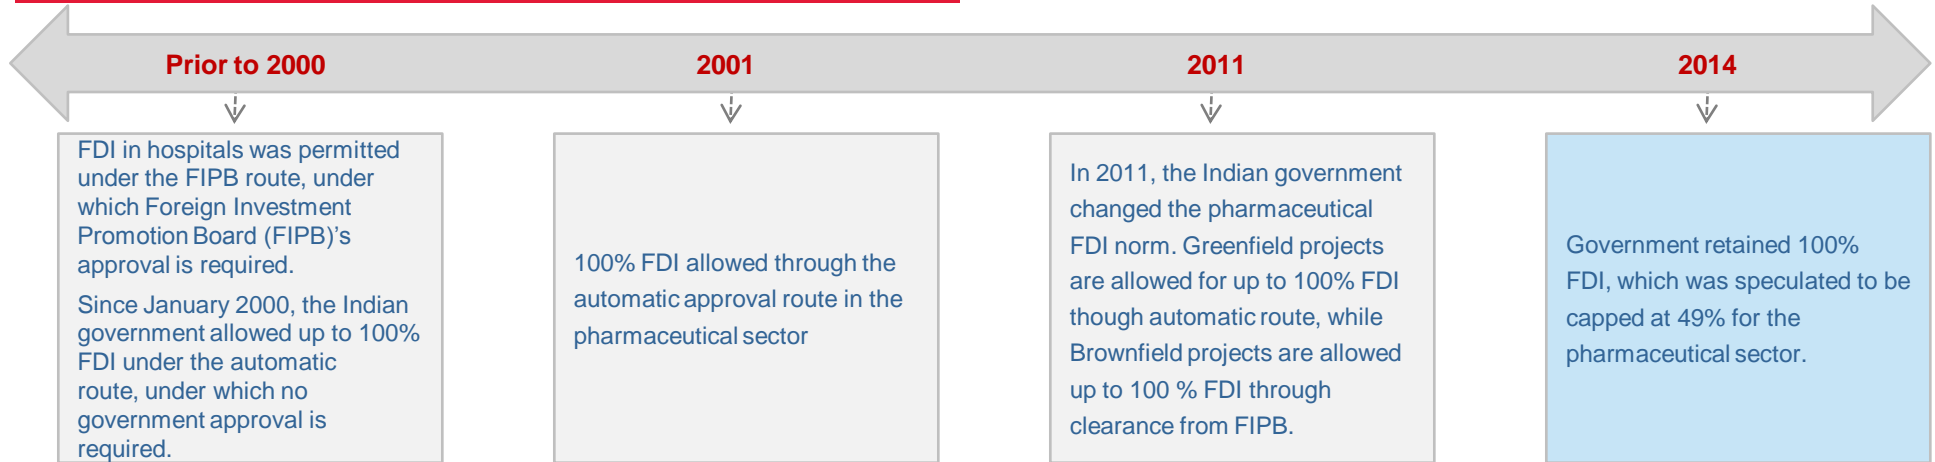 Prior to 2000
2001
2011
2014
FDI in hospitals was permitted
under the FIPB route, under
which Foreign Investment
Promotion Board (FIPB)’s
approval is required.
Since January 2000, the Indian
government allowed up to 100%
FDI under the automatic
route, under which no
government approval is
required.
100% FDI allowed through the
automatic approval route in the
pharmaceutical sector
In 2011, the Indian government
changed the pharmaceutical
FDI norm. Greenfield projects
are allowed for up to 100% FDI
though automatic route, while
Brownfield projects are allowed
up to 100 % FDI through
clearance from FIPB.
Government retained 100%
FDI, which was speculated to be
capped at 49% for the
pharmaceutical sector.